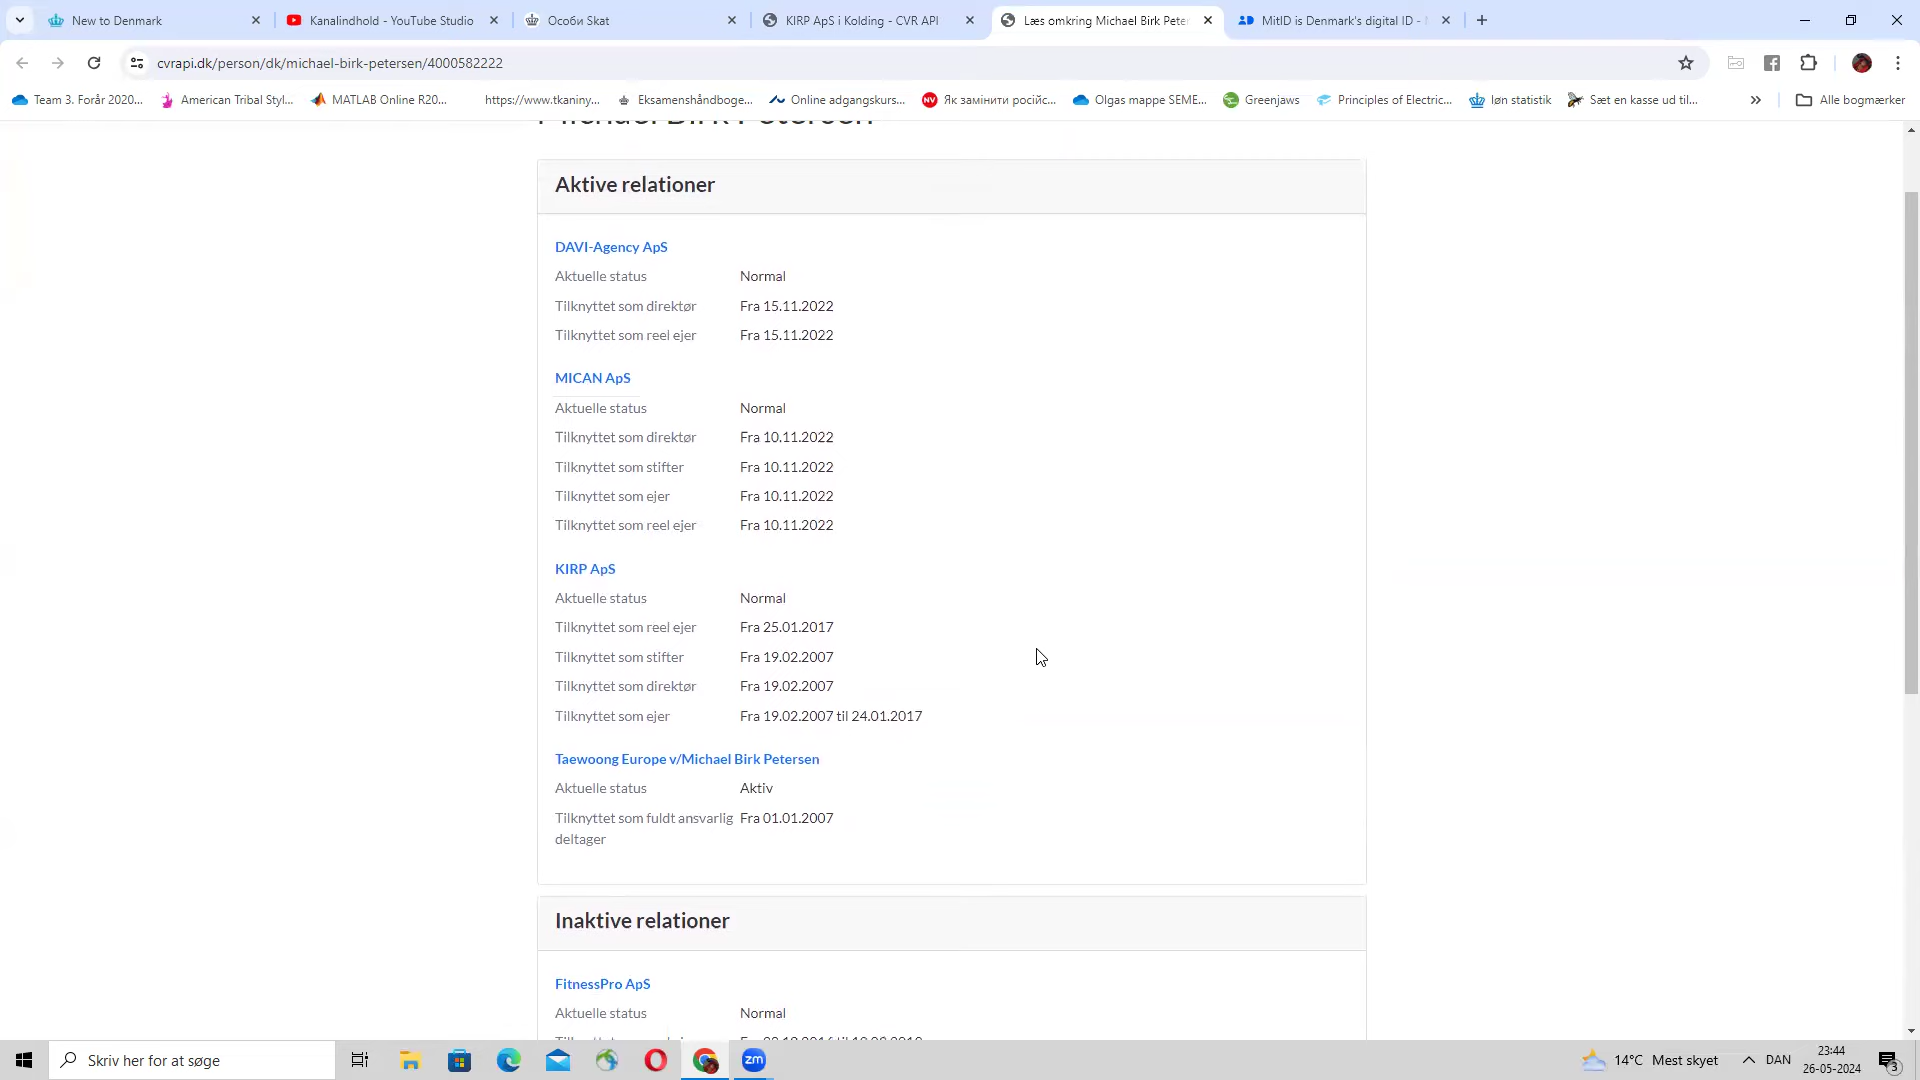 New to Denmark
Kanalindhold - YouTube Studio
Особи Skat
KIRP ApS i Kolding - CVR API
Læs omkring Michael Birk Peter
MitID is Denmark's digital ID -
cvrapi.dk/person/dk/michael-birk-petersen/4000582222
Team 3. Forår 2020...
American Tribal Styl...
MATLAB Online R20...
https://www.tkaniny...
Eksamenshåndboge...
Online adgangskurs...
Як замінити російс...
Olgas mappe SEME...
Greenjaws
Principles of Electric...
løn statistik
Sæt en kasse ud til...
Alle bogmærker
Michael Birk Petersen
Aktive relationer
DAVI-Agency ApS
Aktuelle status Normal
Tilknyttet som direktør Fra 15.11.2022
Tilknyttet som reel ejer Fra 15.11.2022
MICAN ApS
Aktuelle status Normal
Tilknyttet som direktør Fra 10.11.2022
Tilknyttet som stifter Fra 10.11.2022
Tilknyttet som ejer Fra 10.11.2022
Tilknyttet som reel ejer Fra 10.11.2022
KIRP ApS
Aktuelle status Normal
Tilknyttet som reel ejer Fra 25.01.2017
Tilknyttet som stifter Fra 19.02.2007
Tilknyttet som direktør Fra 19.02.2007
Tilknyttet som ejer Fra 19.02.2007 til 24.01.2017
Taewoong Europe v/Michael Birk Petersen
Aktuelle status Aktiv
Tilknyttet som fuldt ansvarlig Fra 01.01.2007
deltager
Inaktive relationer
FitnessPro ApS
Aktuelle status Normal
Skriv her for at søge
zm
14°C Mest skyet
DAN
23:44
26-05-2024
3